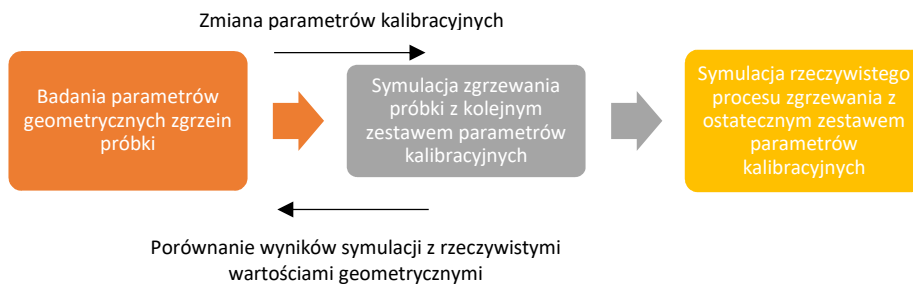 Zmiana parametrów kalibracyjnych
Badania parametrów
geometrycznych zgrzein
próbki
Symulacja zgrzewania
próbki z kolejnym
zestawem parametrów
kalibracyjnych
Symulacja rzeczywistego
procesu zgrzewania z
ostatecznym zestawem
parametrów
kalibracyjnych
Porównanie wyników symulacji z rzeczywistymi
wartościami geometrycznymi